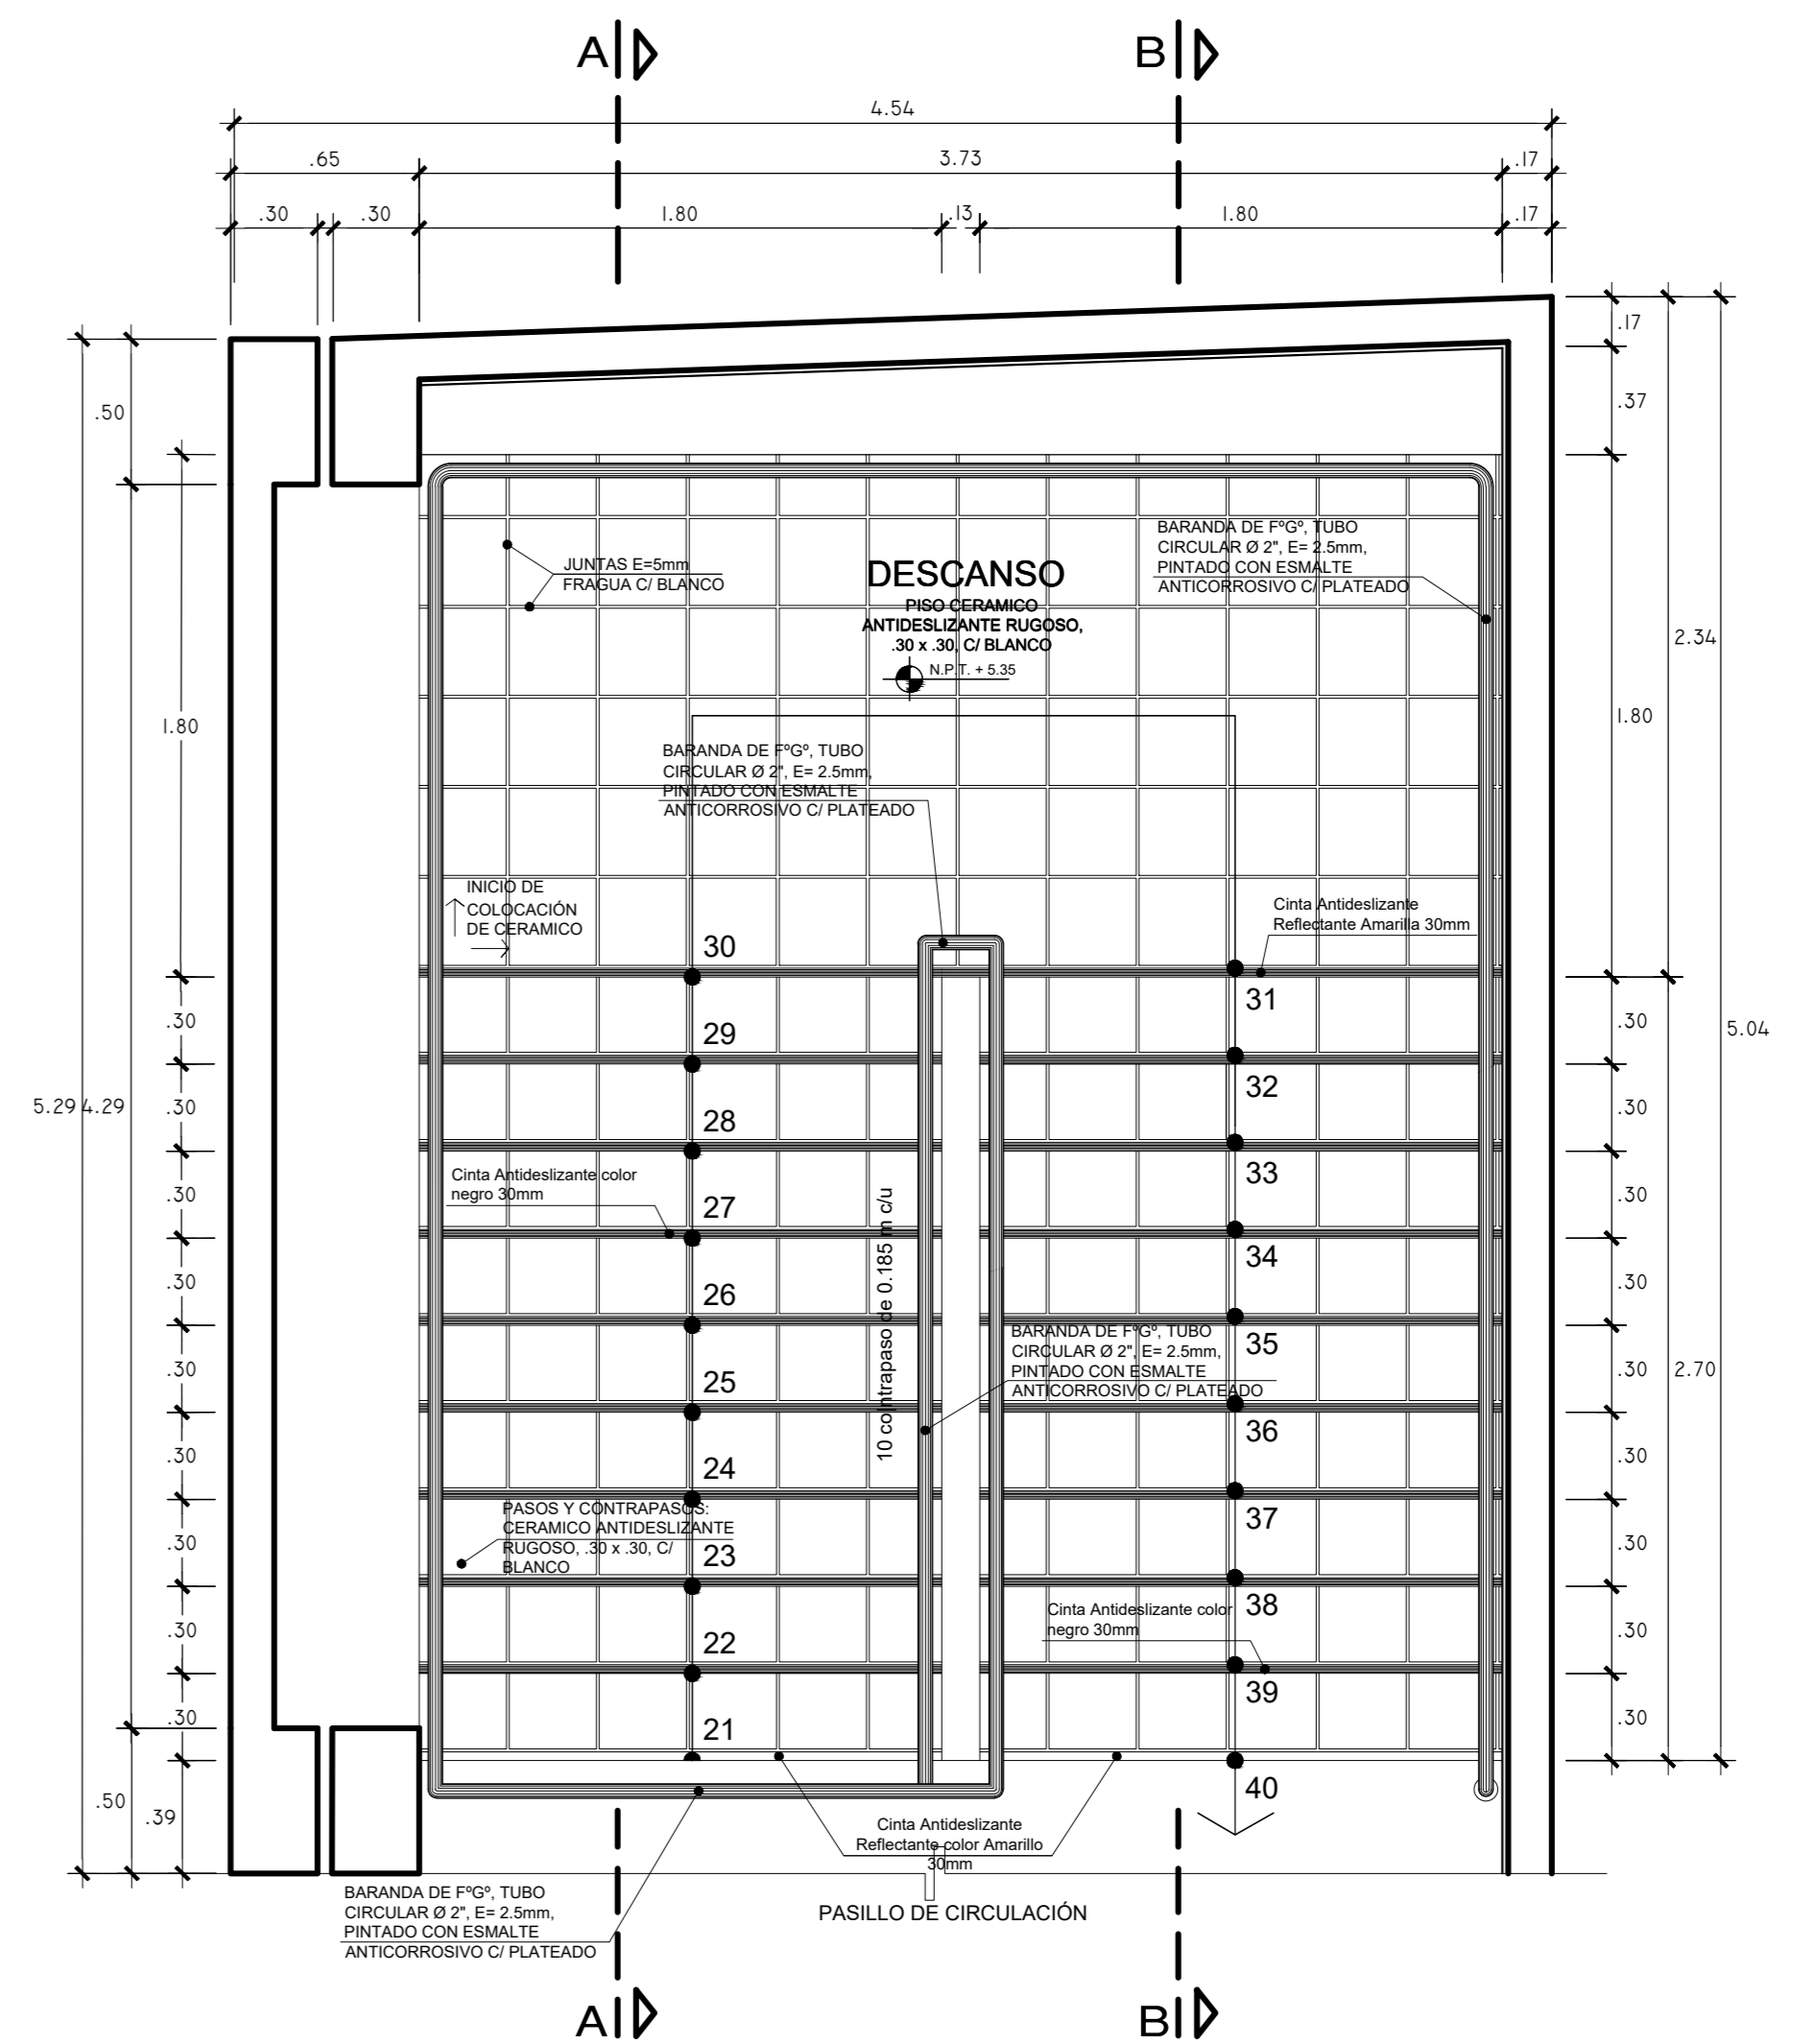 A
B
4.54
.65
3.73
.17
.30
.30
1.80
.13
1.80
.17
.17
.50
.37
BARANDA DE FºGº, TUBO
CIRCULAR Ø 2", E= 2.5mm,
PINTADO CON ESMALTE
ANTICORROSIVO C/ PLATEADO
JUNTAS E=5mm
FRAGUA C/ BLANCO
DESCANSO
PISO CERAMICO
ANTIDESLIZANTE RUGOSO,
.30 x .30, C/ BLANCO
N.P.T. + 5.35
2.34
1.80
1.80
BARANDA DE FºGº, TUBO
CIRCULAR Ø 2", E= 2.5mm,
PINTADO CON ESMALTE
ANTICORROSIVO C/ PLATEADO
INICIO DE
COLOCACIÓN
DE CERAMICO
Cinta Antideslizante
Reflectante Amarilla 30mm
30
31
.30
.30
5.04
29
32
5.29
4.29
.30
.30
28
33
Cinta Antideslizante color
negro 30mm
.30
.30
27
34
10 contrapaso de 0.185 m c/u
.30
.30
26
35
BARANDA DE FºGº, TUBO
CIRCULAR Ø 2", E= 2.5mm,
PINTADO CON ESMALTE
ANTICORROSIVO C/ PLATEADO
.30
.30
2.70
25
36
.30
.30
24
37
PASOS Y CONTRAPASOS:
CERAMICO ANTIDESLIZANTE
RUGOSO, .30 x .30, C/
BLANCO
.30
.30
23
38
Cinta Antideslizante color
negro 30mm
.30
.30
22
39
.30
.30
21
40
.50
.39
Cinta Antideslizante
Reflectante color Amarillo
30mm
BARANDA DE FºGº, TUBO
CIRCULAR Ø 2", E= 2.5mm,
PINTADO CON ESMALTE
ANTICORROSIVO C/ PLATEADO
PASILLO DE CIRCULACIÓN
A
B